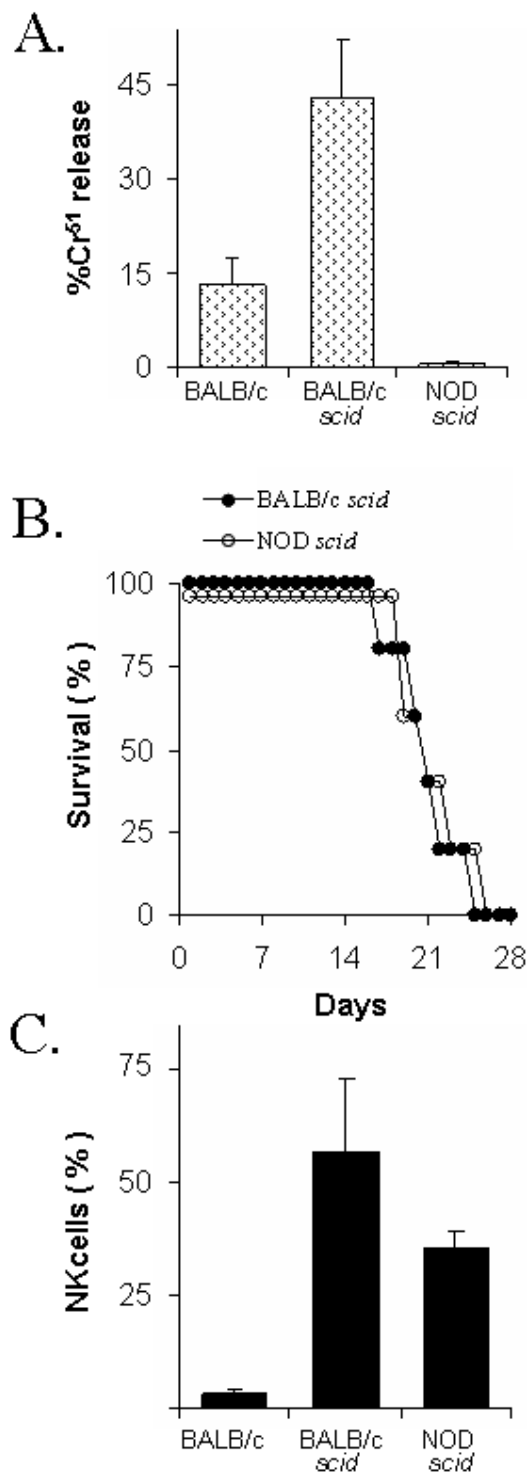 A.
%Cr⁵¹ release
45
30
15
0
BALB/c
BALB/c scid
NOD scid
B.
BALB/c scid
NOD scid
Survival (%)
100
75
50
25
0
0 7 14 21 28
Days
C.
NKcells (%)
75
50
25
BALB/c
BALB/c scid
NOD scid